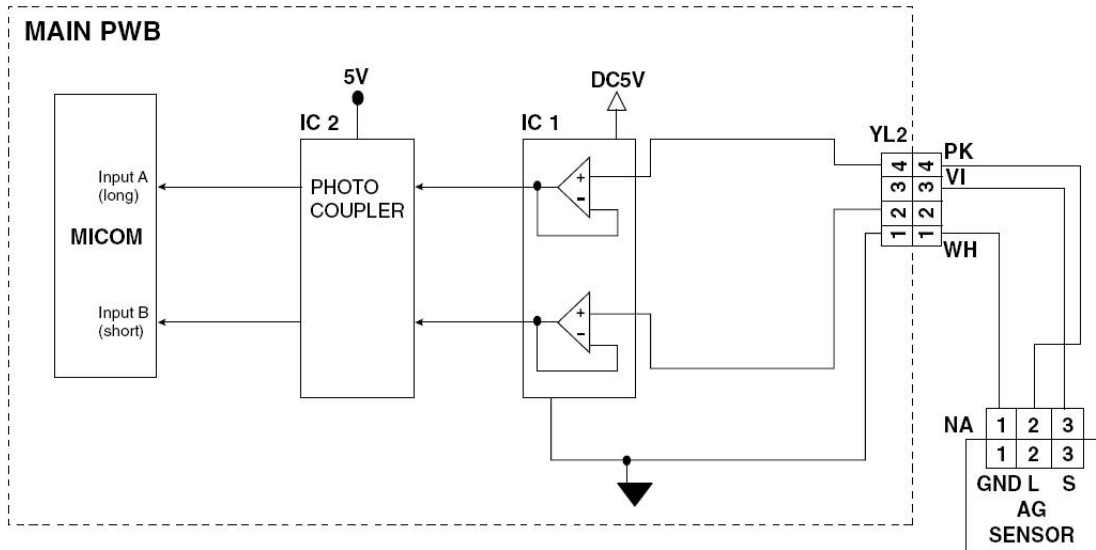 MAIN PWB
5V
DC5V
IC 2
IC 1
YL2
PK
4 4
VI
3 3
2 2
1 1
WH
Input A
(long)
PHOTO
COUPLER
+
-
MICOM
Input B
(short)
+
-
NA
1 2 3
1 2 3
GND L S
AG
SENSOR